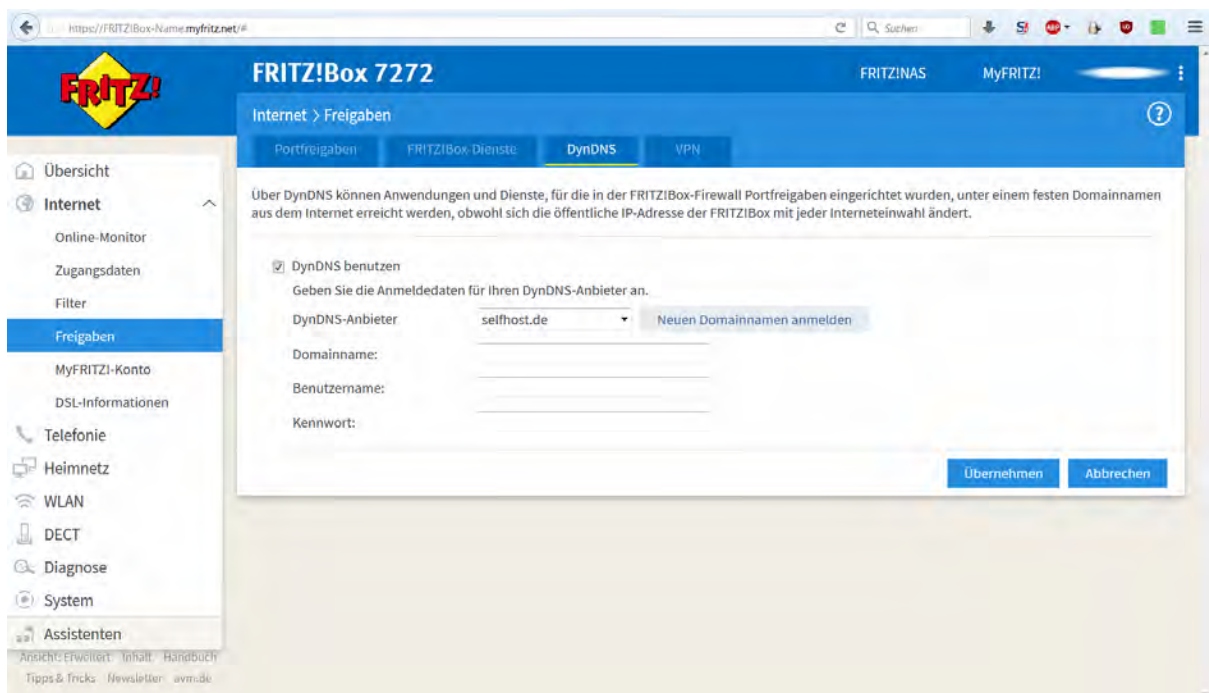 https://FRITZ!Box-Name.myfritz.net/#
Suchen
S!
ABP
FRITZ!
FRITZ!Box 7272
FRITZ!NAS
MyFRITZ!
Internet > Freigaben
?
Portfreigaben
FRITZ!Box-Dienste
DynDNS
VPN
Übersicht
Internet
Online-Monitor
Zugangsdaten
Filter
Freigaben
MyFRITZ!-Konto
DSL-Informationen
Telefonie
Heimnetz
WLAN
DECT
Diagnose
System
Assistenten
Ansicht: Erweitert Inhalt Handbuch
Tipps & Tricks Newsletter avm.de
Über DynDNS können Anwendungen und Dienste, für die in der FRITZ!Box-Firewall Portfreigaben eingerichtet wurden, unter einem festen Domainnamen
aus dem Internet erreicht werden, obwohl sich die öffentliche IP-Adresse der FRITZ!Box mit jeder Interneteinwahl ändert.
DynDNS benutzen
Geben Sie die Anmeldedaten für Ihren DynDNS-Anbieter an.
DynDNS-Anbieter
selfhost.de
Neuen Domainnamen anmelden
Domainname:
Benutzername:
Kennwort:
Übernehmen
Abbrechen